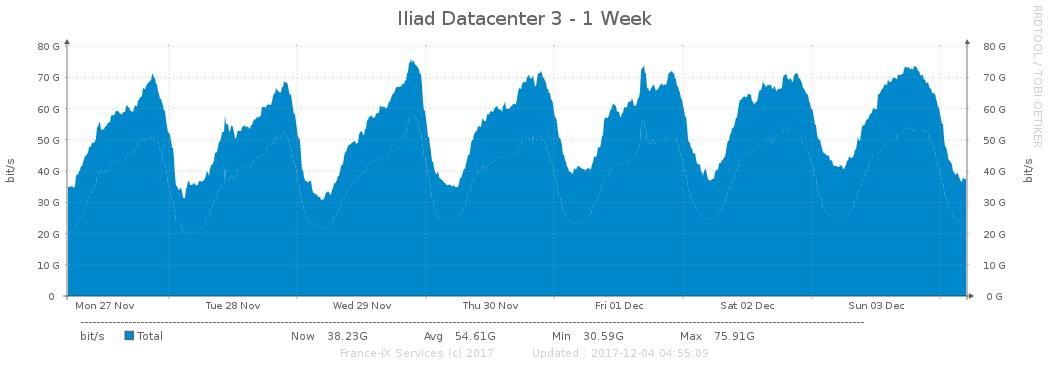 Iliad Datacenter 3 - 1 Week
RRDTOOL / TOBI OETIKER
80 G 80 G
70 G 70 G
60 G 60 G
50 G 50 G
40 G 40 G
30 G 30 G
20 G 20 G
10 G 10 G
0 0 G
bit/s bit/s
Mon 27 Nov Tue 28 Nov Wed 29 Nov Thu 30 Nov Fri 01 Dec Sat 02 Dec Sun 03 Dec
bit/s Total Now 38.23G Avg 54.61G Min 30.59G Max 75.91G
France-IX Services (c) 2017 Updated : 2017-12-04 04:55:09